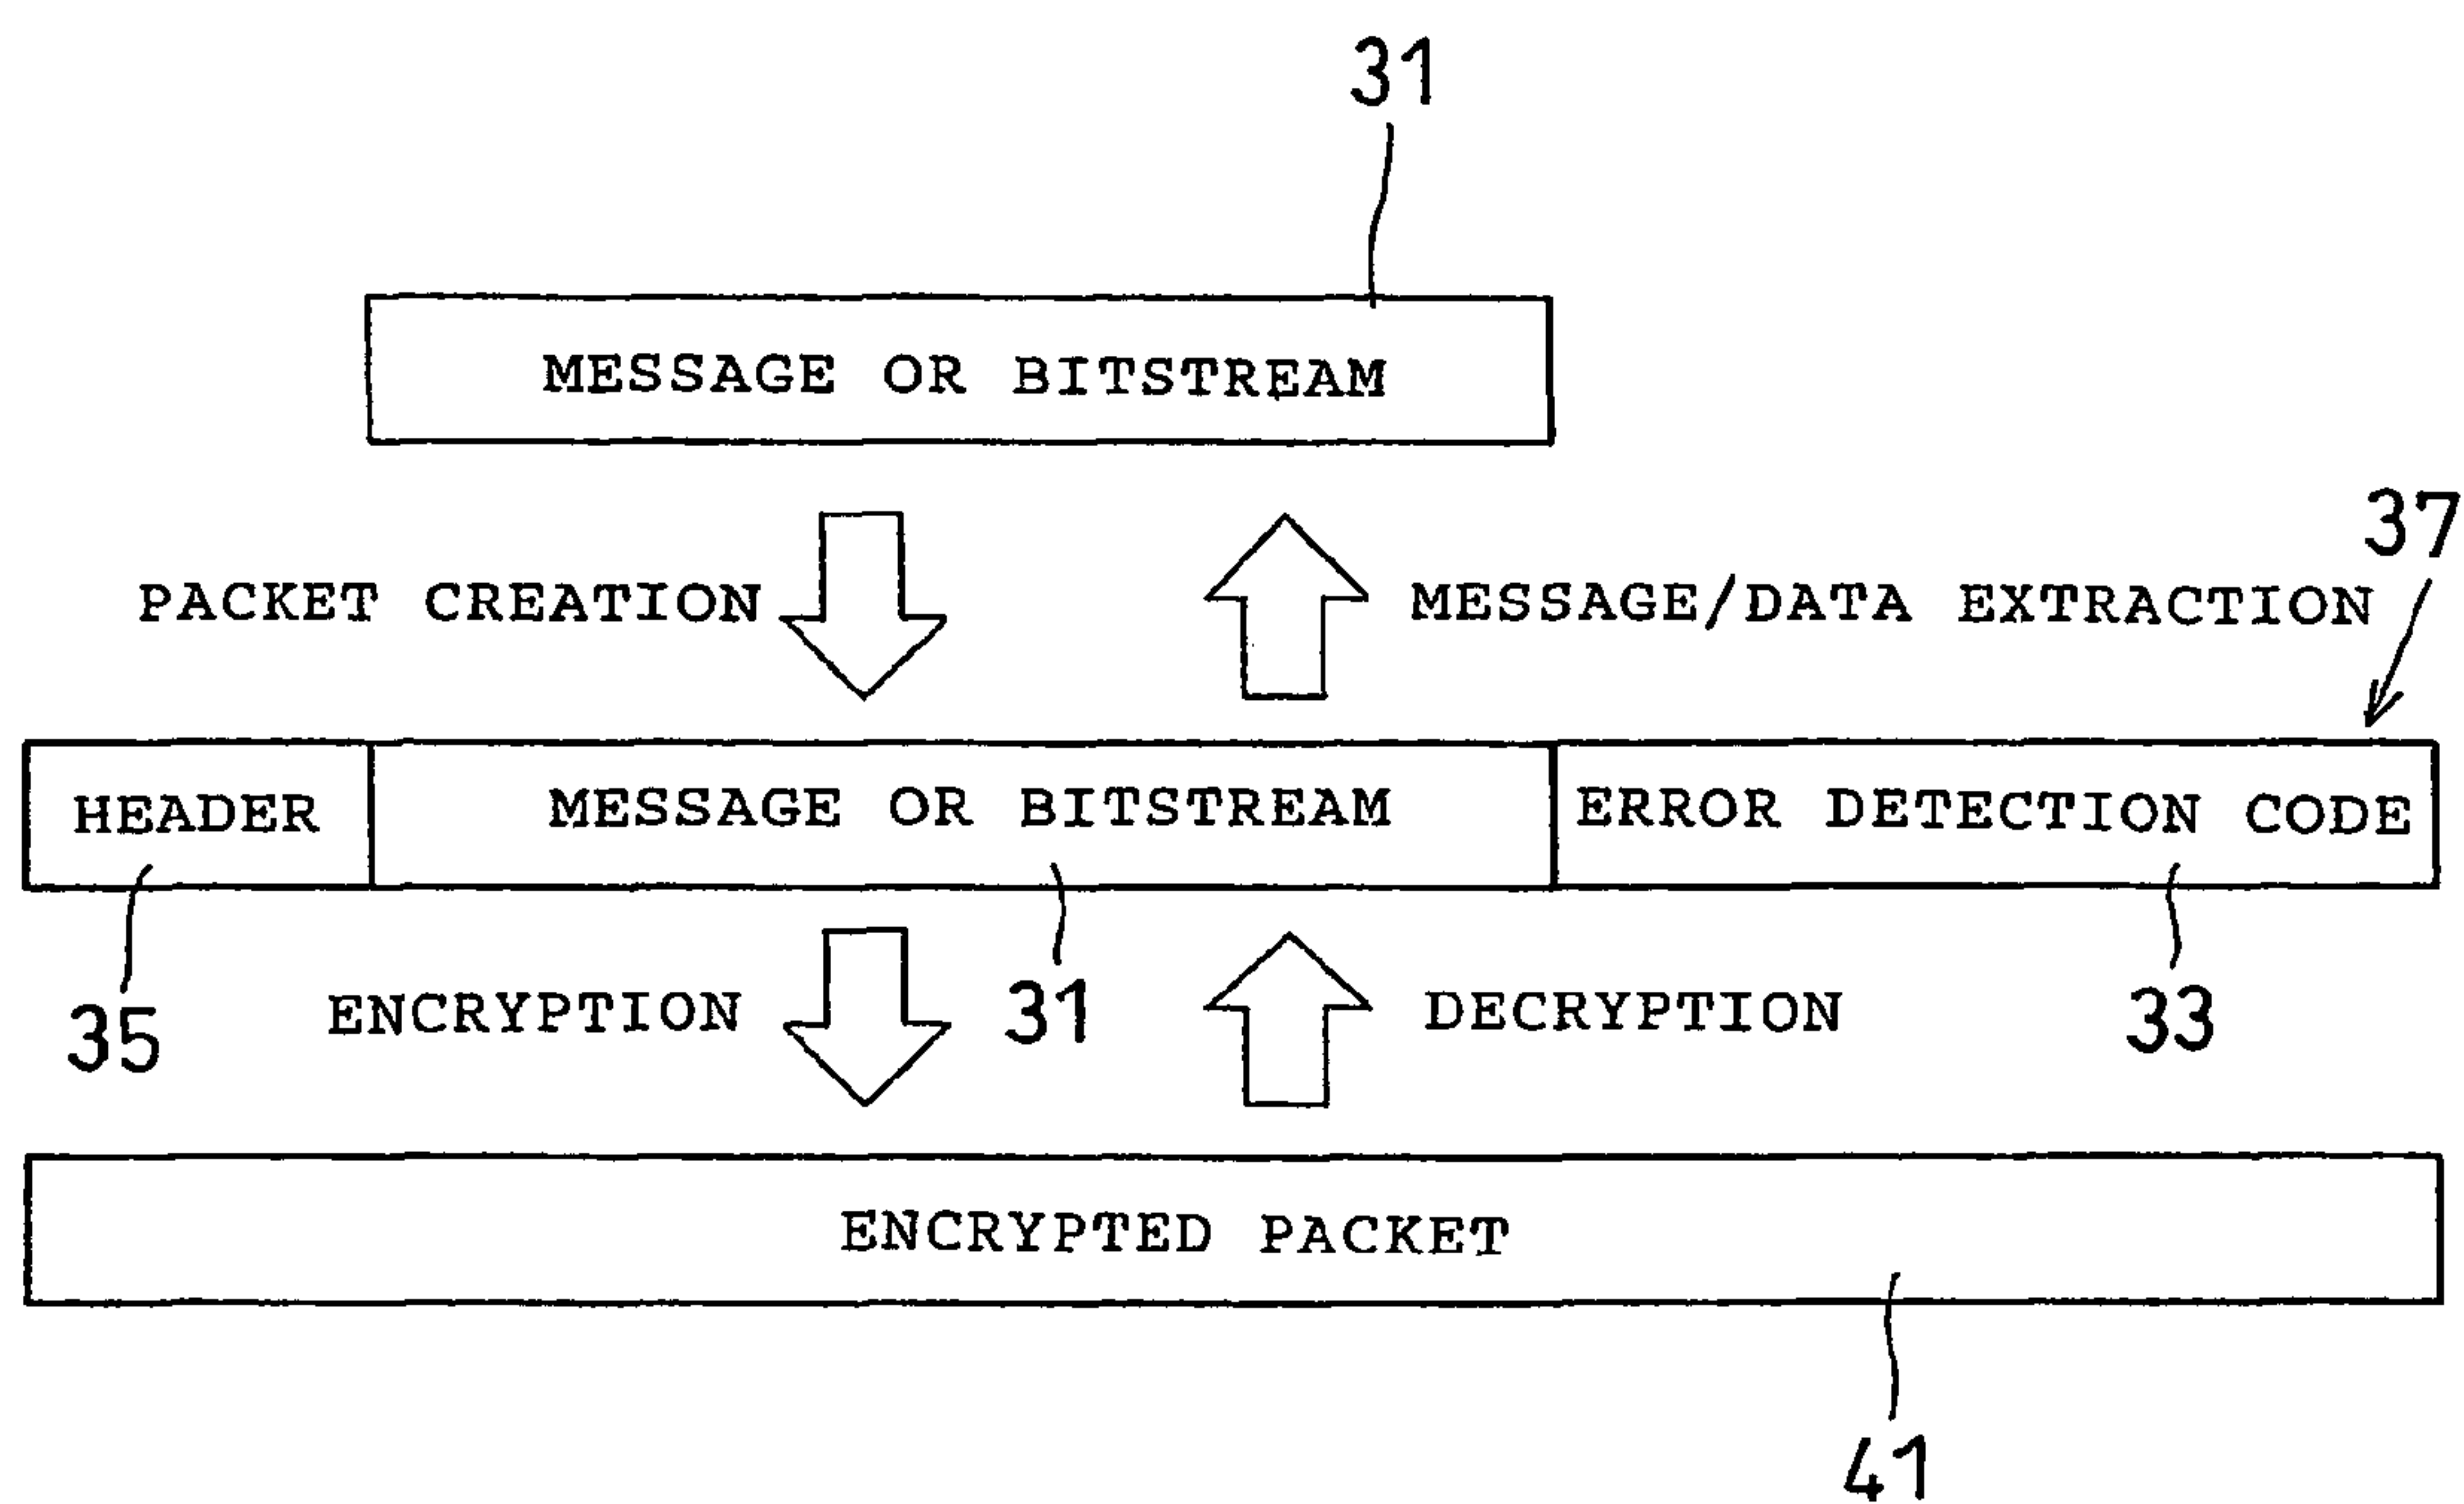 31
MESSAGE OR BITSTREAM
37
PACKET CREATION
MESSAGE/DATA EXTRACTION
HEADER
MESSAGE OR BITSTREAM
ERROR DETECTION CODE
35
ENCRYPTION
31
DECRYPTION
33
ENCRYPTED PACKET
41